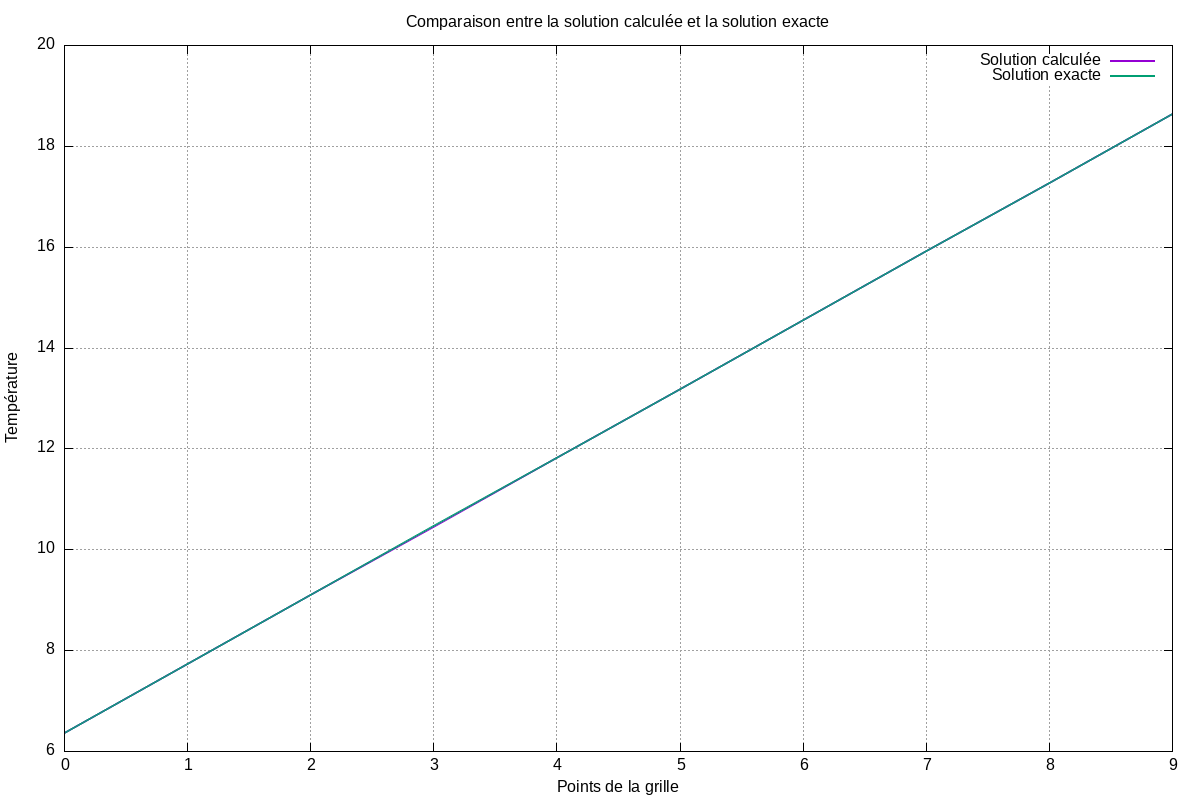 Comparaison entre la solution calculée et la solution exacte
20
18
16
14
12
10
8
6
Température
Solution calculée
Solution exacte
0 1 2 3 4 5 6 7 8 9
Points de la grille